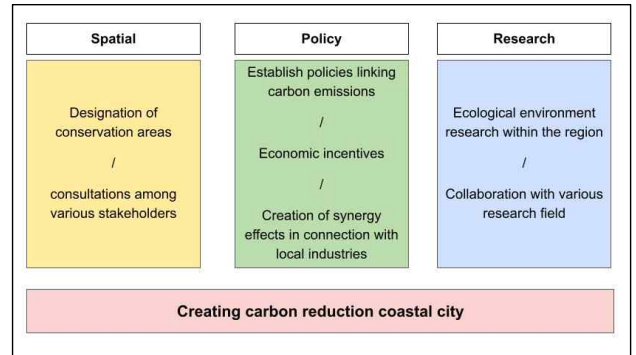 Spatial
Designation of
conservation areas
/
consultations among
various stakeholders
Policy
Establish policies linking
carbon emissions
/
Economic incentives
/
Creation of synergy
effects in connection with
local industries
Research
Ecological environment
research within the region
/
Collaboration with various
research field
Creating carbon reduction coastal city